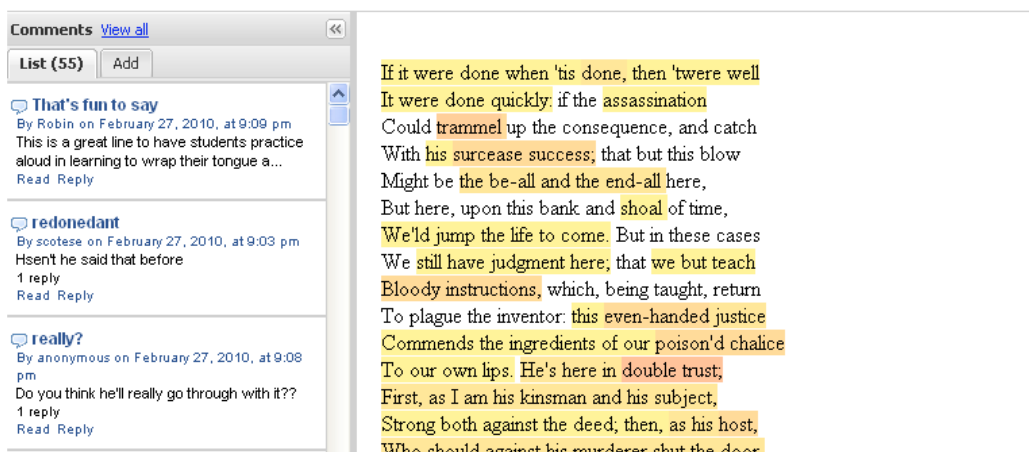 Comments View all
List (55) Add
That's fun to say
By Robin on February 27, 2010, at 9:09 pm
This is a great line to have students practice
aloud in learning to wrap their tongue a...
Read Reply
redonedant
By scotese on February 27, 2010, at 9:03 pm
Hsen't he said that before
1 reply
Read Reply
really?
By anonymous on February 27, 2010, at 9:08
pm
Do you think he'll really go through with it??
1 reply
Read Reply
If it were done when 'tis done, then 'twere well
It were done quickly: if the assassination
Could trammel up the consequence, and catch
With his surcease success; that but this blow
Might be the be-all and the end-all here,
But here, upon this bank and shoal of time,
We'ld jump the life to come. But in these cases
We still have judgment here; that we but teach
Bloody instructions, which, being taught, return
To plague the inventor: this even-handed justice
Commends the ingredients of our poison'd chalice
To our own lips. He's here in double trust;
First, as I am his kinsman and his subject,
Strong both against the deed; then, as his host,
Who should against his murderer shut the door,